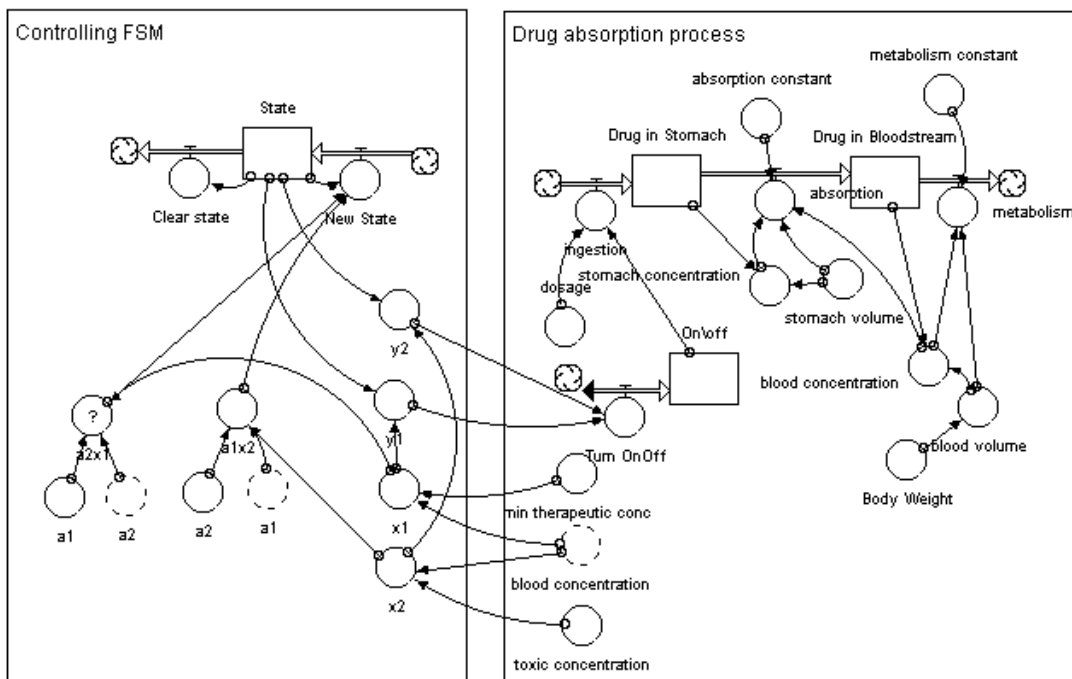 Controlling FSM
State
Clear state
New State
y2
?
a2x1
a1x2
y1
a1
a2
a2
a1
x1
x2
Drug absorption process
metabolism constant
absorption constant
Drug in Stomach
Drug in Bloodstream
absorption
metabolism
ingestion
stomach concentration
dosage
stomach volume
On\off
blood concentration
blood volume
Turn OnOff
Body Weight
min therapeutic conc
blood concentration
toxic concentration